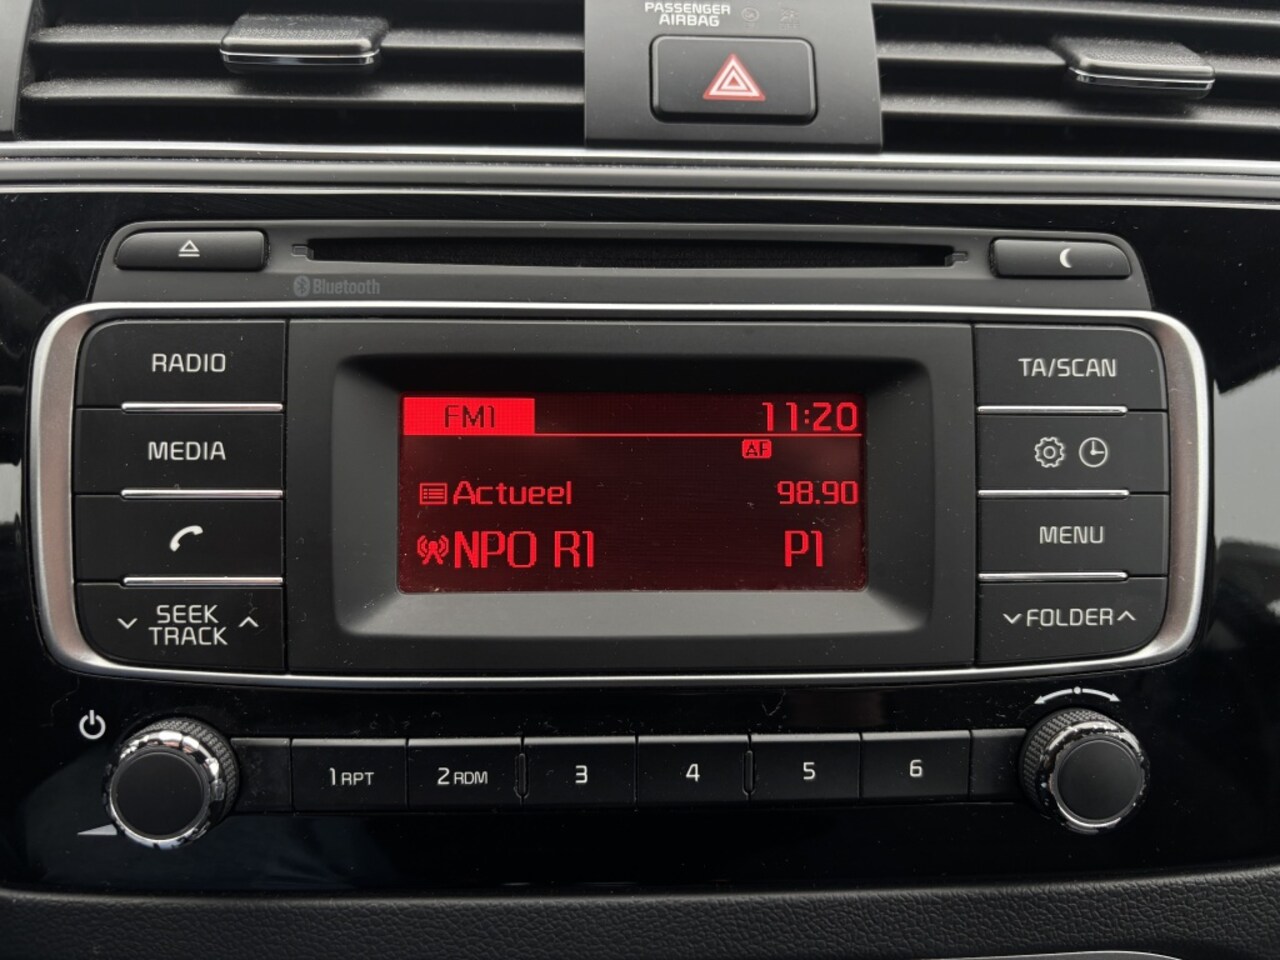 PASSENGER
AIRBAG
Bluetooth
RADIO
MEDIA
SEEK
TRACK
FM1 11:20
AF
Actueel 98.90
NPO R1 P1
TA/SCAN
MENU
FOLDER
1 RPT
2 RDM
3
4
5
6